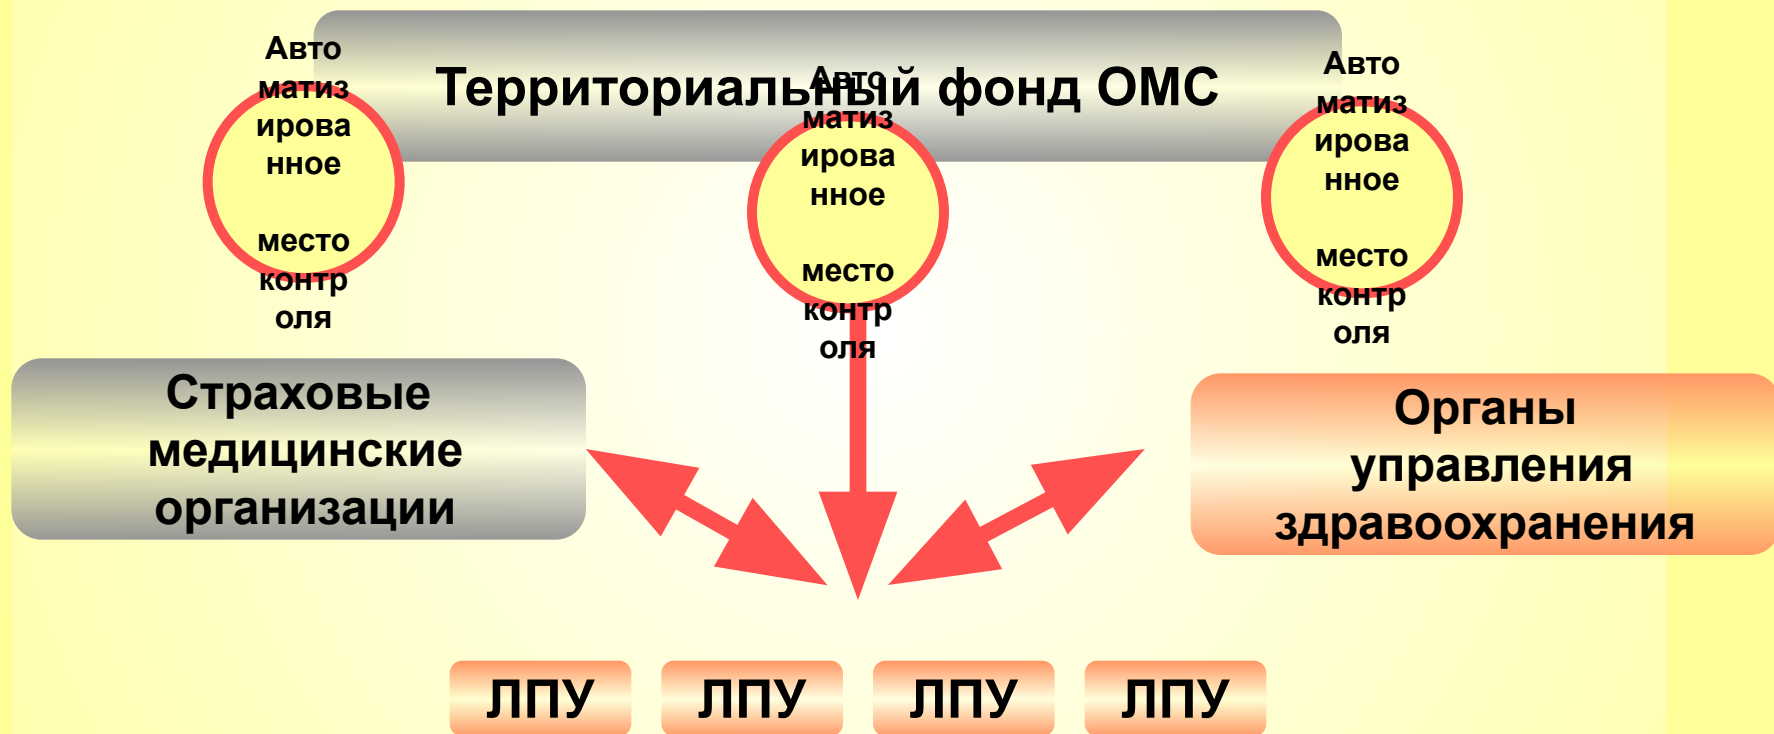 Территориальный фонд ОМС
Авто
матиз
ирова
нное
место
контр
оля
Авто
матиз
ирова
нное
место
контр
оля
Авто
матиз
ирова
нное
место
контр
оля
Страховые
медицинские
организации
Органы
управления
здравоохранения
ЛПУ
ЛПУ
ЛПУ
ЛПУ